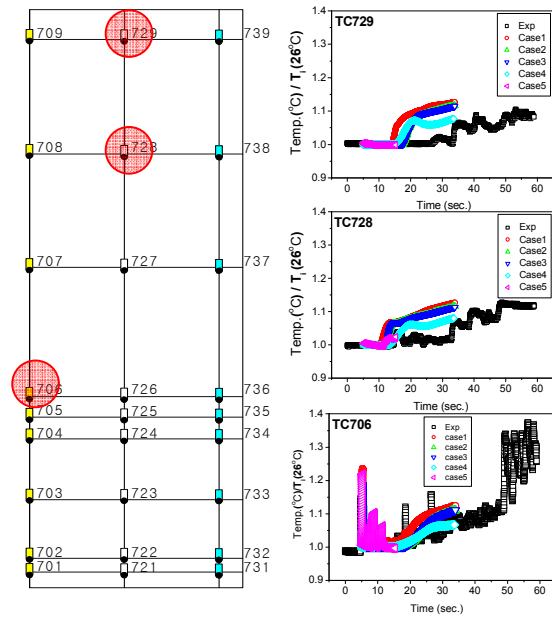 709 729 739
708 728 738
707 727 737
706 726 736
705 725 735
704 724 734
703 723 733
702 722 732
701 721 731
TC729
Exp
Case1
Case2
Case3
Case4
Case5
Temp.(°C) / Tᵢ(26°C)
1.4
1.3
1.2
1.1
1.0
0.9
0 10 20 30 40 50 60
Time (sec.)
TC728
Exp
Case1
Case2
Case3
Case4
Case5
Temp.(°C) / Tᵢ(26°C)
1.4
1.3
1.2
1.1
1.0
0.9
0 10 20 30 40 50 60
Time (sec.)
TC706
Exp
case1
case2
case3
case4
case5
Temp.(°C)/Tᵢ(26°C)
1.4
1.3
1.2
1.1
1.0
0.9
0 10 20 30 40 50 60
Time (sec.)